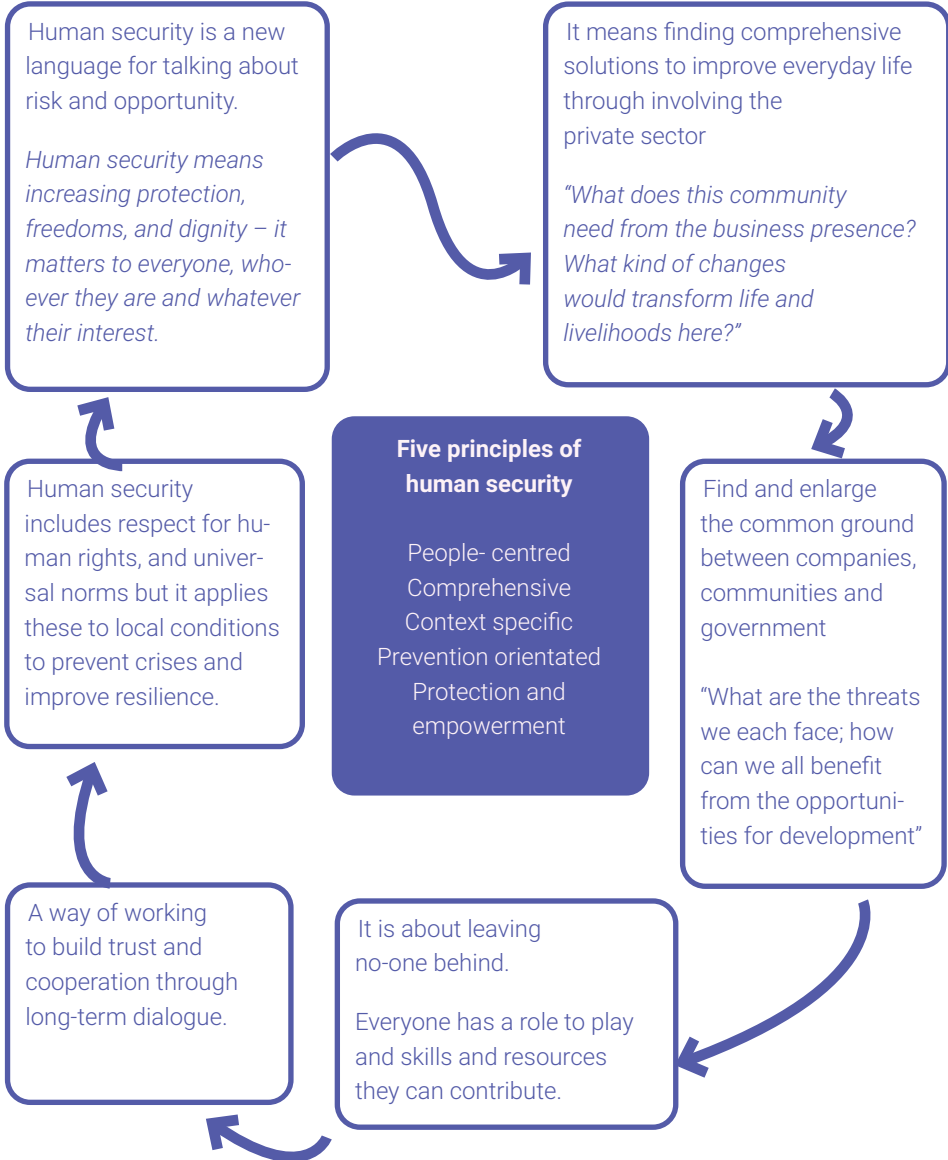 Human security is a new
language for talking about
risk and opportunity.
Human security means
increasing protection,
freedoms, and dignity – it
matters to everyone, who-
ever they are and whatever
their interest.
It means finding comprehensive
solutions to improve everyday life
through involving the
private sector
“What does this community
need from the business presence?
What kind of changes
would transform life and
livelihoods here?”
Find and enlarge
the common ground
between companies,
communities and
government
“What are the threats
we each face; how
can we all benefit
from the opportuni-
ties for development”
It is about leaving
no-one behind.
Everyone has a role to play
and skills and resources
they can contribute.
A way of working
to build trust and
cooperation through
long-term dialogue.
Human security
includes respect for hu-
man rights, and univer-
sal norms but it applies
these to local conditions
to prevent crises and
improve resilience.
Five principles of
human security
People- centred
Comprehensive
Context specific
Prevention orientated
Protection and
empowerment